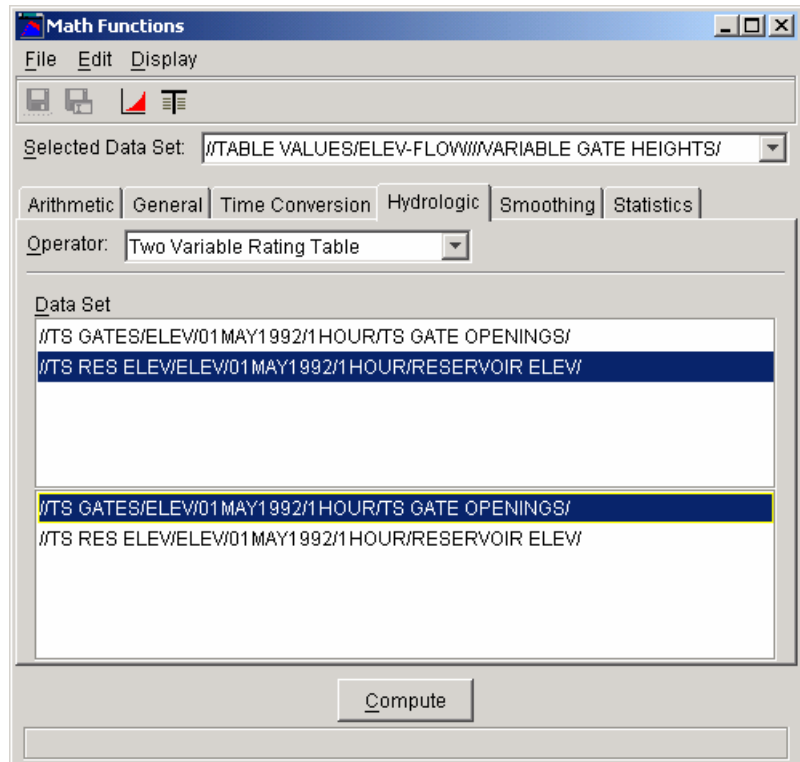 Math Functions
File Edit Display
Selected Data Set: //TABLE VALUES/ELEV-FLOW///VARIABLE GATE HEIGHTS/
Arithmetic General Time Conversion Hydrologic Smoothing Statistics
Operator: Two Variable Rating Table
Data Set
//TS GATES/ELEV/01MAY1992/1HOUR/TS GATE OPENINGS/
//TS RES ELEV/ELEV/01MAY1992/1HOUR/RESERVOIR ELEV/
//TS GATES/ELEV/01MAY1992/1HOUR/TS GATE OPENINGS/
//TS RES ELEV/ELEV/01MAY1992/1HOUR/RESERVOIR ELEV/
Compute